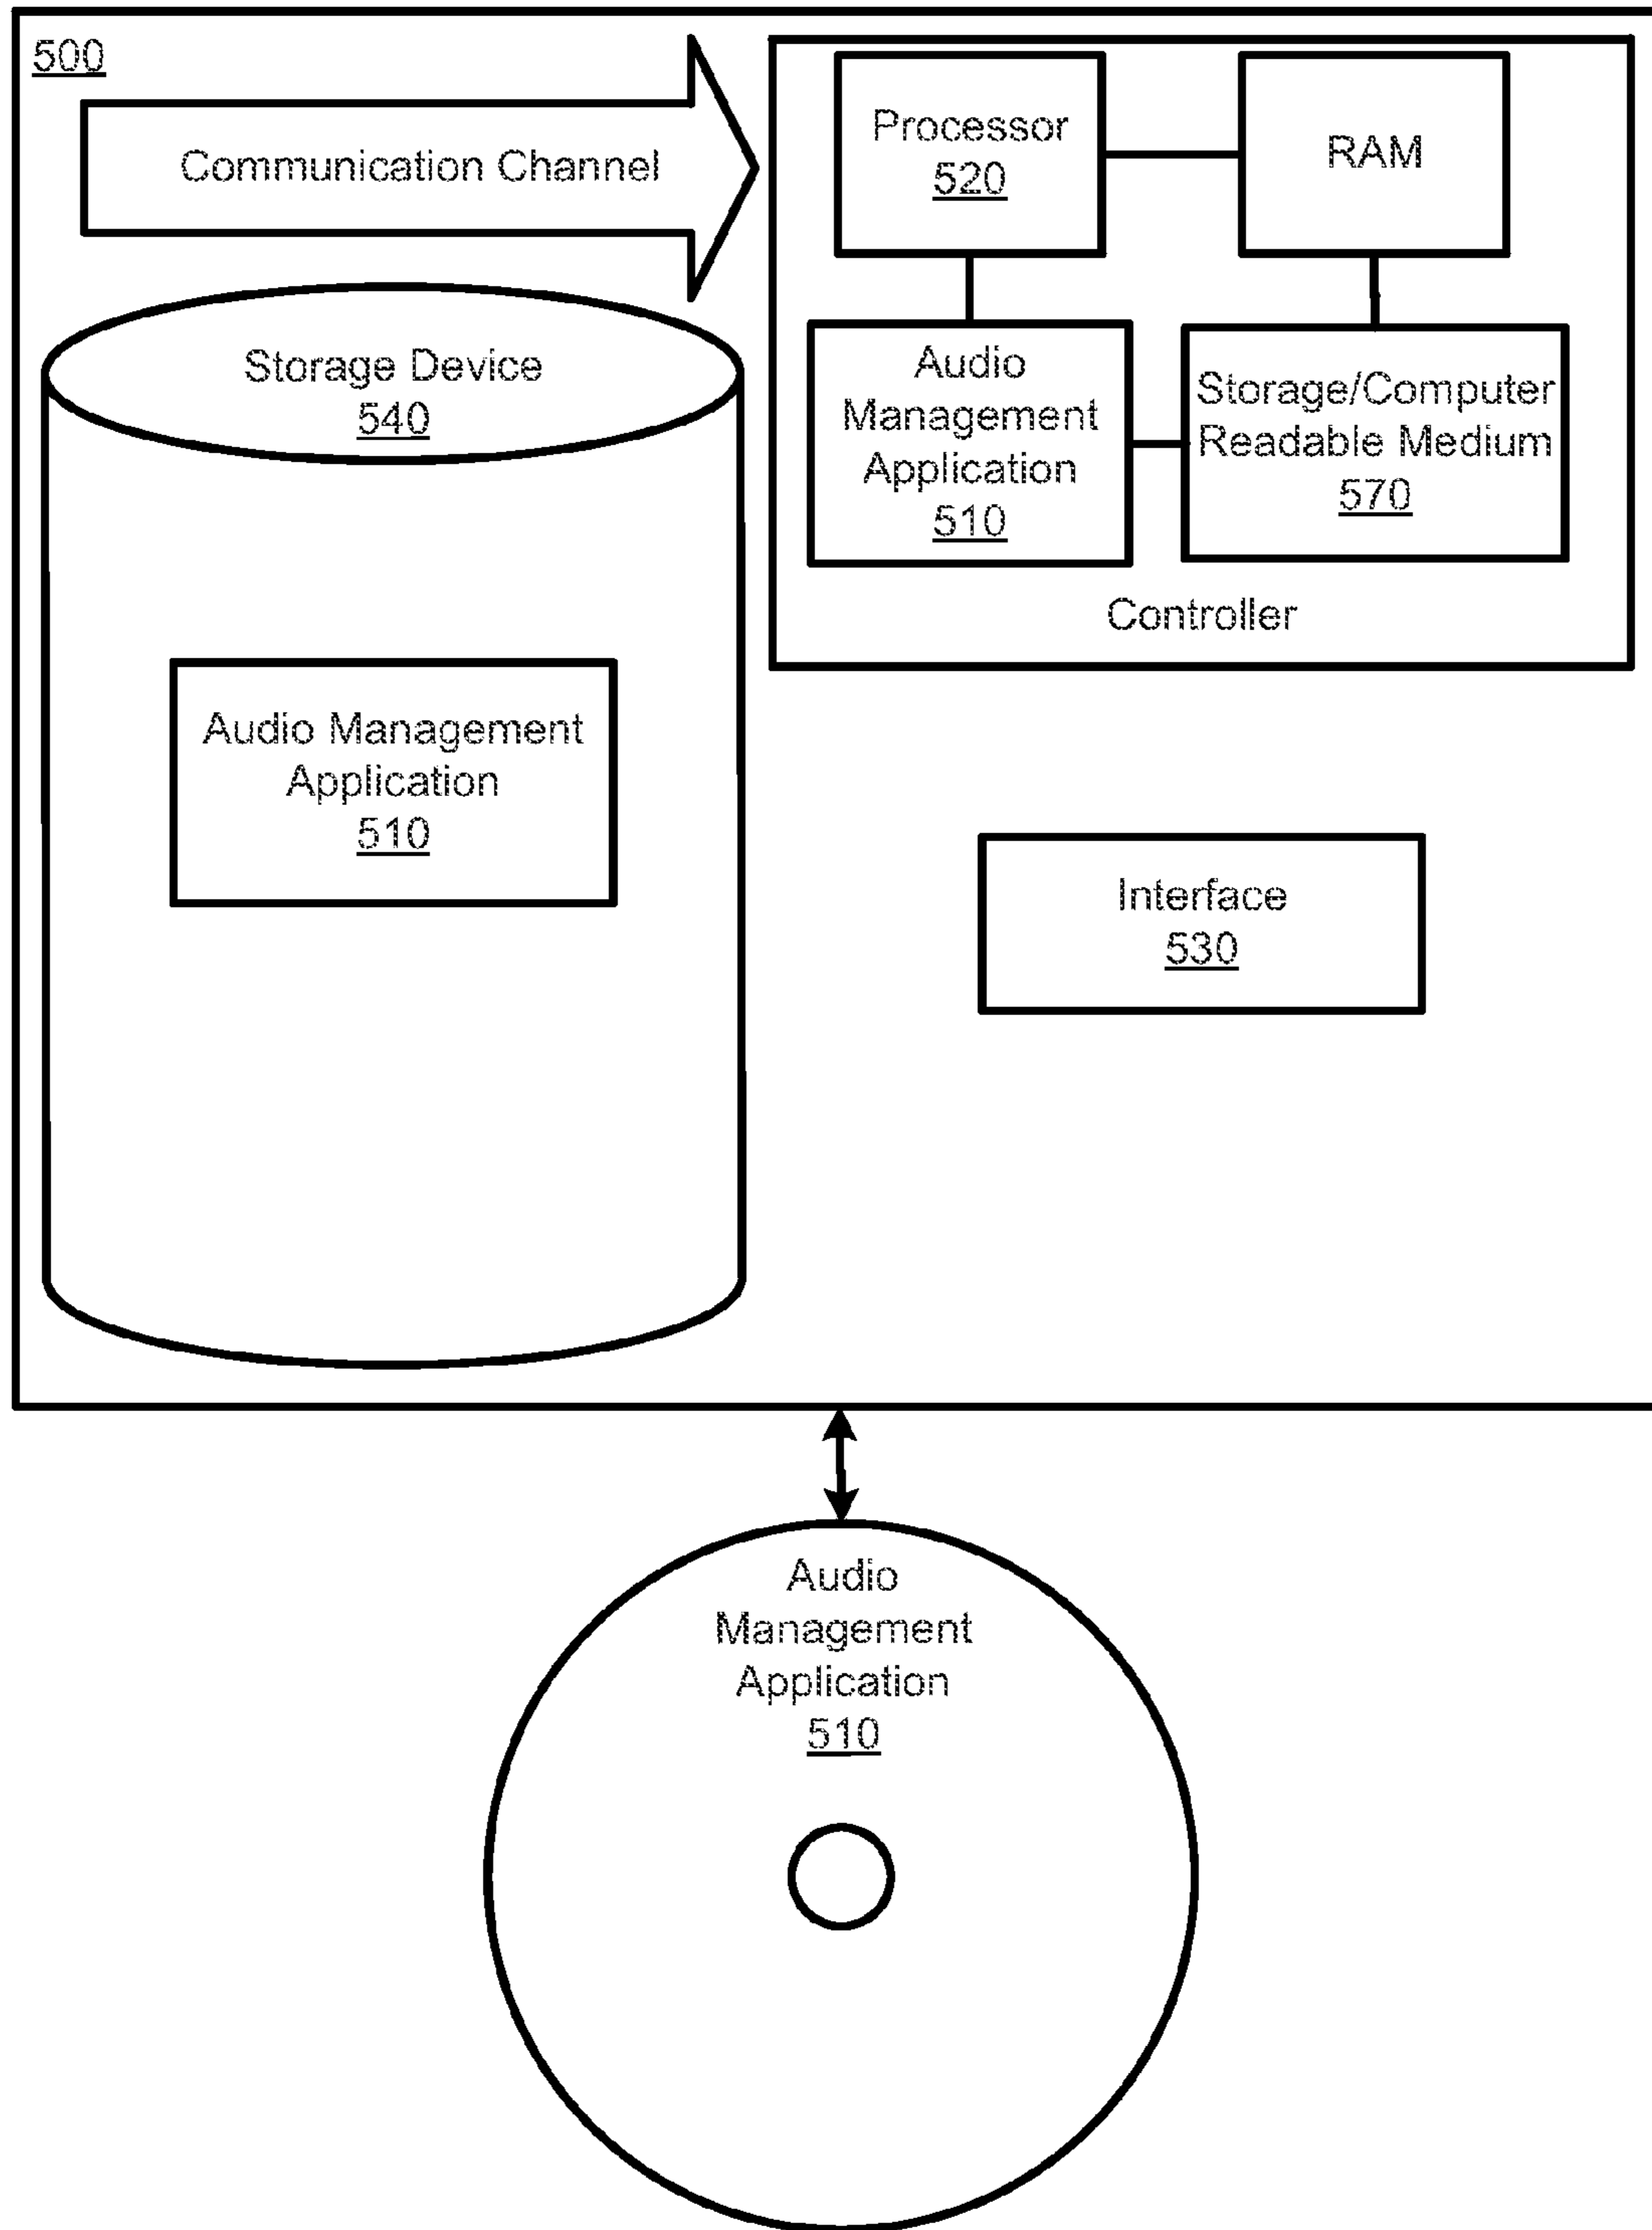 500
Communication Channel
Processor
520
RAM
Storage Device
540
Audio
Management
Application
510
Storage/Computer
Readable Medium
570
Controller
Audio Management
Application
510
Interface
530
Audio
Management
Application
510